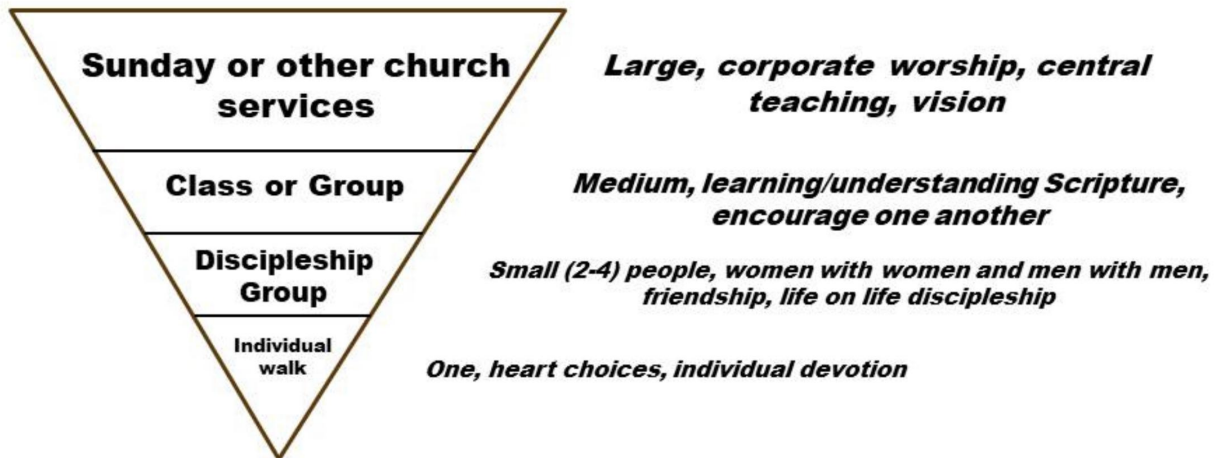 Sunday or other church
services
Large, corporate worship, central
teaching, vision
Class or Group
Medium, learning/understanding Scripture,
encourage one another
Discipleship
Group
Small (2-4) people, women with women and men with men,
friendship, life on life discipleship
Individual
walk
One, heart choices, individual devotion